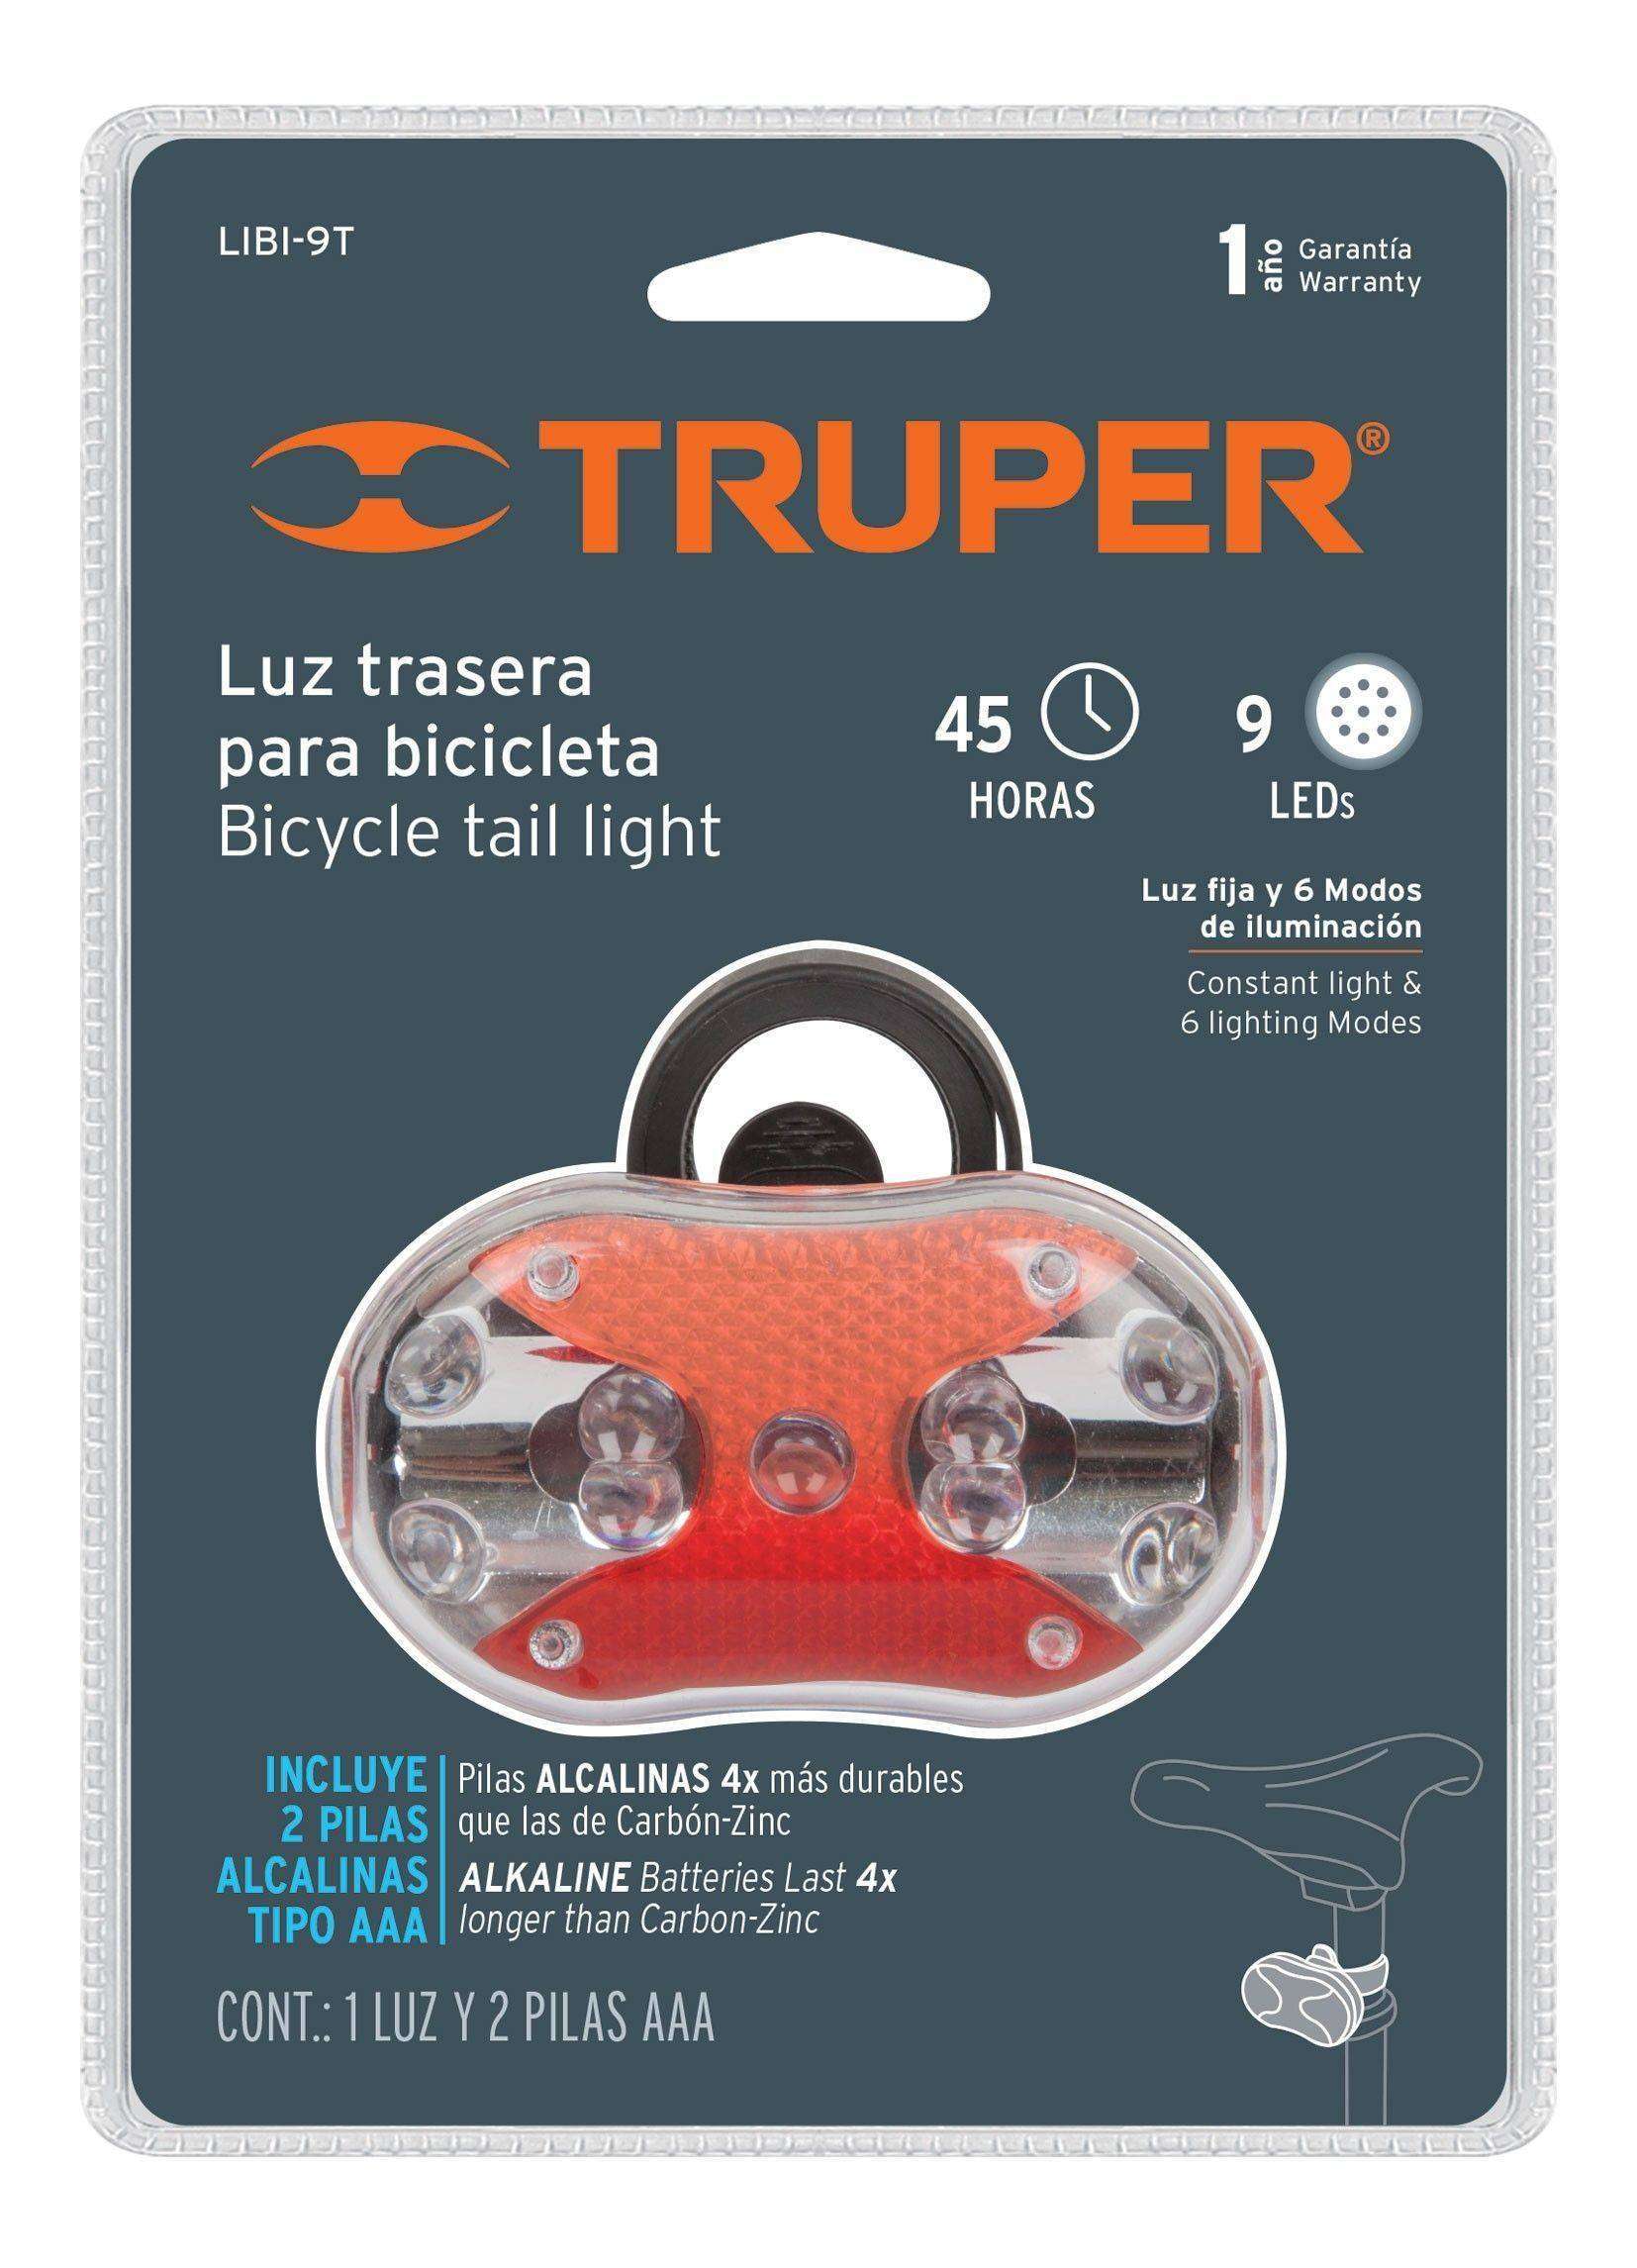 LIBI-9T
1 año Garantía
Warranty
TRUPER®
Luz trasera
para bicicleta
Bicycle tail light
45
HORAS
9
LEDs
Luz fija y 6 Modos
de iluminación
Constant light &
6 lighting Modes
INCLUYE
2 PILAS
ALCALINAS
TIPO AAA
Pilas ALCALINAS 4x más durables
que las de Carbón-Zinc
ALKALINE Batteries Last 4x
longer than Carbon-Zinc
CONT.: 1 LUZ Y 2 PILAS AAA